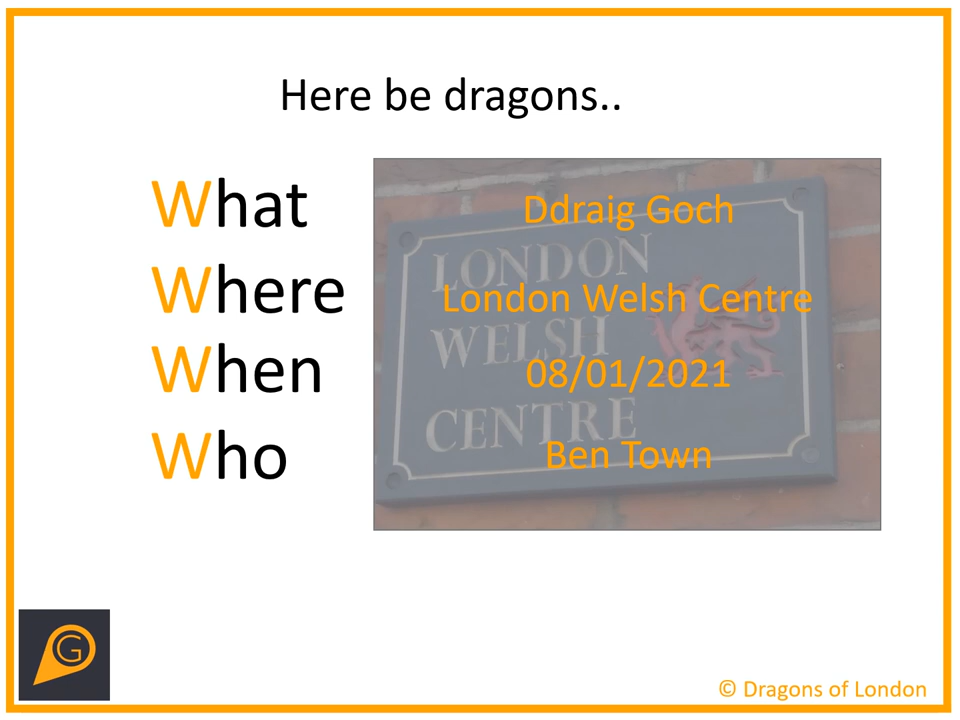 Here be dragons..
What
Ddraig Goch
Where
London Welsh Centre
When
08/01/2021
Who
Ben Town
LONDON
WELSH
CENTRE
G
© Dragons of London